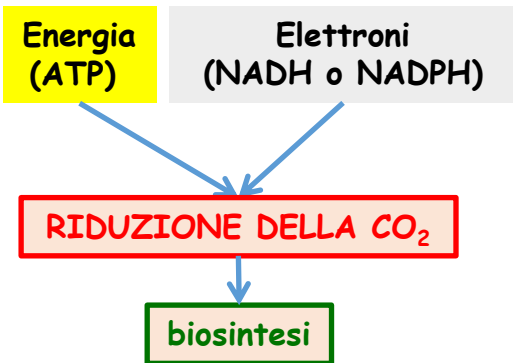 Energia
(ATP)
Elettroni
(NADH o NADPH)
RIDUZIONE DELLA CO₂
biosintesi